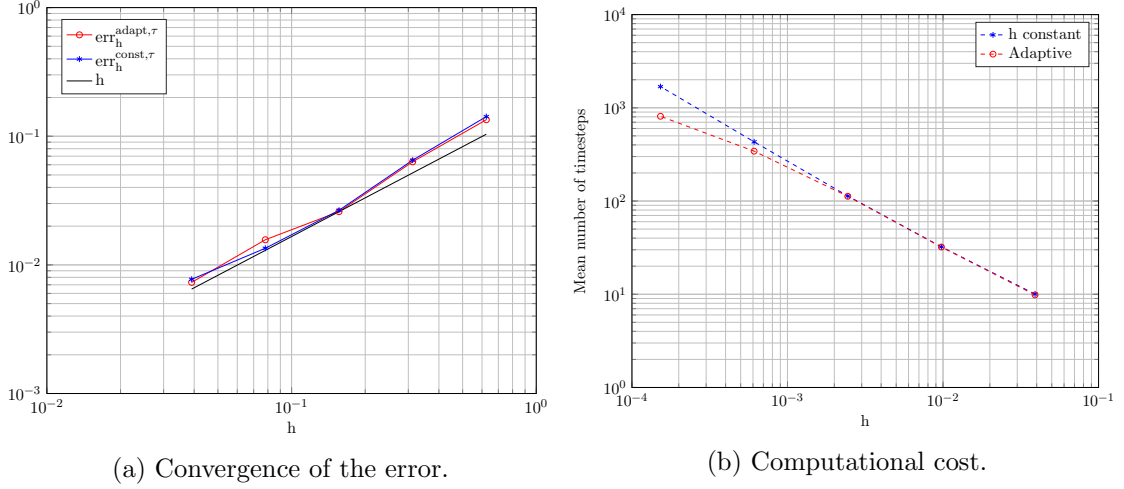 10^0
10^{-1}
10^{-2}
10^{-3}
err_h^{adapt,τ}
err_h^{const,τ}
h
10^{-2}
10^{-1}
10^0
h
(a) Convergence of the error.
Mean number of timesteps
10^4
10^3
10^2
10^1
10^0
h constant
Adaptive
10^{-4}
10^{-3}
10^{-2}
10^{-1}
h
(b) Computational cost.